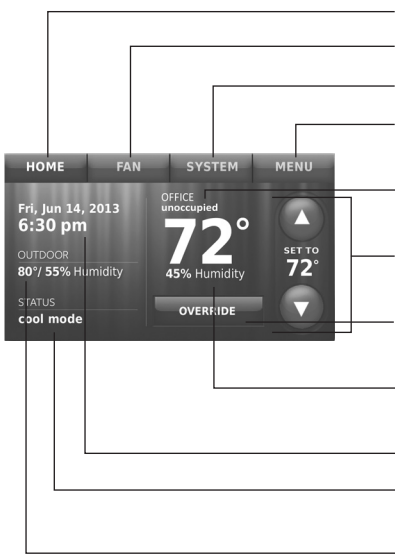 HOME FAN SYSTEM MENU
Fri, Jun 14, 2013
6:30 pm
OUTDOOR
80°/ 55% Humidity
STATUS
cool mode
OFFICE
unoccupied
72°
45% Humidity
OVERRIDE
SET TO
72°